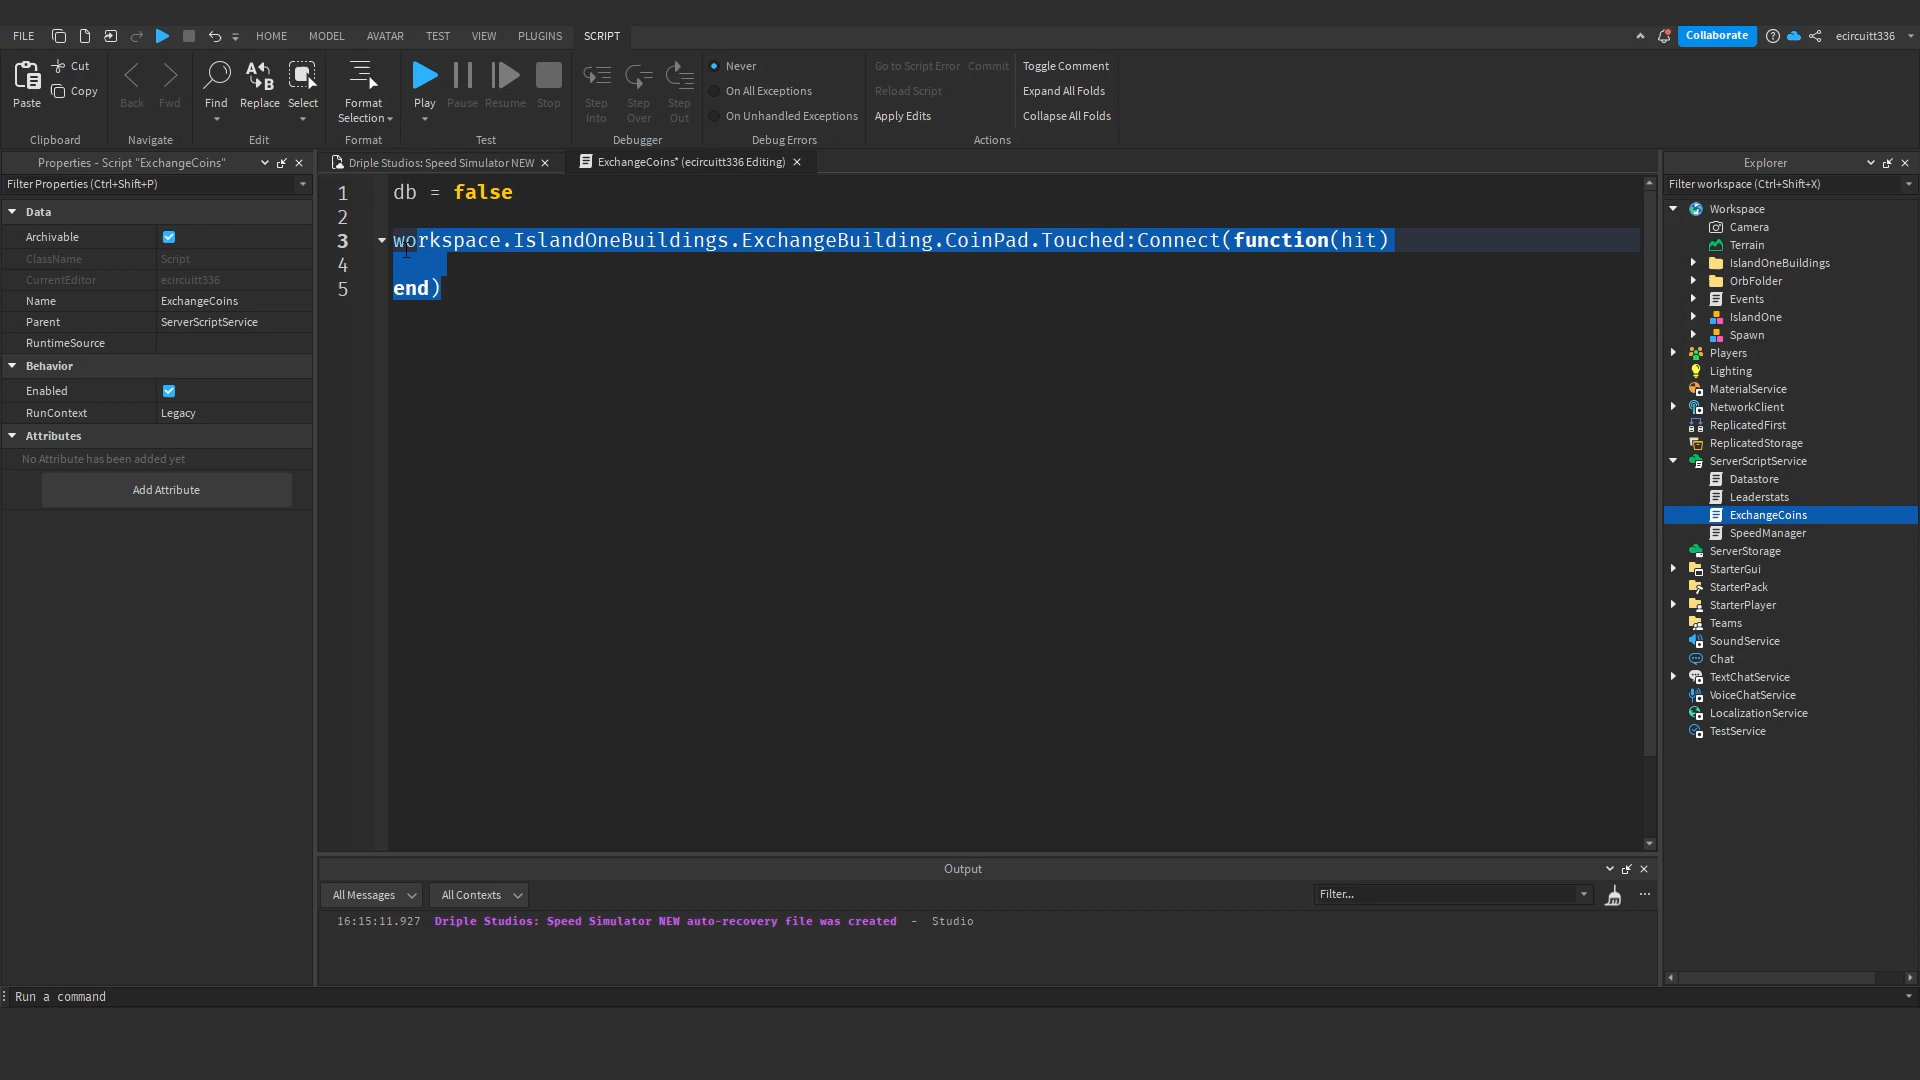 FILE HOME MODEL AVATAR TEST VIEW PLUGINS SCRIPT Collaborate ecircuitt336
Paste Cut Copy
Clipboard
Back Fwd
Navigate
Find Replace Select
Edit
Format Selection
Format
Play Pause Resume Stop
Test
Step Into Step Over Step Out
Debugger
Never
On All Exceptions
On Unhandled Exceptions
Debug Errors
Go to Script Error Commit
Reload Script
Apply Edits
Toggle Comment
Expand All Folds
Collapse All Folds
Actions
Properties - Script "ExchangeCoins"
Filter Properties (Ctrl+Shift+P)
Data
Archivable
ClassName Script
CurrentEditor ecircuitt336
Name ExchangeCoins
Parent ServerScriptService
RuntimeSource
Behavior
Enabled
RunContext Legacy
Attributes
No Attribute has been added yet
Add Attribute
Driple Studios: Speed Simulator NEW
ExchangeCoins* (ecircuitt336 Editing)
1 db = false
2
3 workspace.IslandOneBuildings.ExchangeBuilding.CoinPad.Touched:Connect(function(hit)
4
5 end)
Output
All Messages All Contexts Filter...
16:15:11.927 Driple Studios: Speed Simulator NEW auto-recovery file was created - Studio
Run a command
Explorer
Filter workspace (Ctrl+Shift+X)
Workspace
Camera
Terrain
IslandOneBuildings
OrbFolder
Events
IslandOne
Spawn
Players
Lighting
MaterialService
NetworkClient
ReplicatedFirst
ReplicatedStorage
ServerScriptService
Datastore
Leaderstats
ExchangeCoins
SpeedManager
ServerStorage
StarterGui
StarterPack
StarterPlayer
Teams
SoundService
Chat
TextChatService
VoiceChatService
LocalizationService
TestService